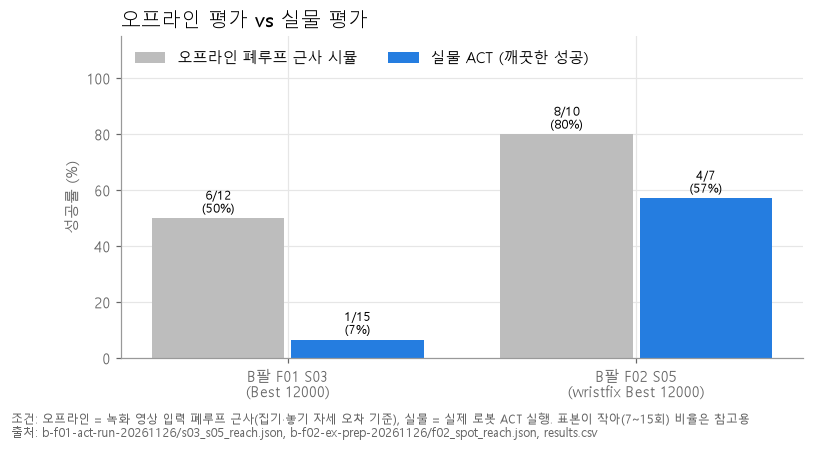 오프라인 평가 vs 실물 평가
오프라인 폐루프 근사 시뮬
실물 ACT (깨끗한 성공)
성공률 (%)
100
80
60
40
20
0
6/12
(50%)
1/15
(7%)
8/10
(80%)
4/7
(57%)
B팔 F01 S03
(Best 12000)
B팔 F02 S05
(wristfix Best 12000)
조건: 오프라인 = 녹화 영상 입력 폐루프 근사(집기·놓기 자세 오차 기준), 실물 = 실제 로봇 ACT 실행. 표본이 작아(7~15회) 비율은 참고용
출처: b-f01-act-run-20261126/s03_s05_reach.json, b-f02-ex-prep-20261126/f02_spot_reach.json, results.csv